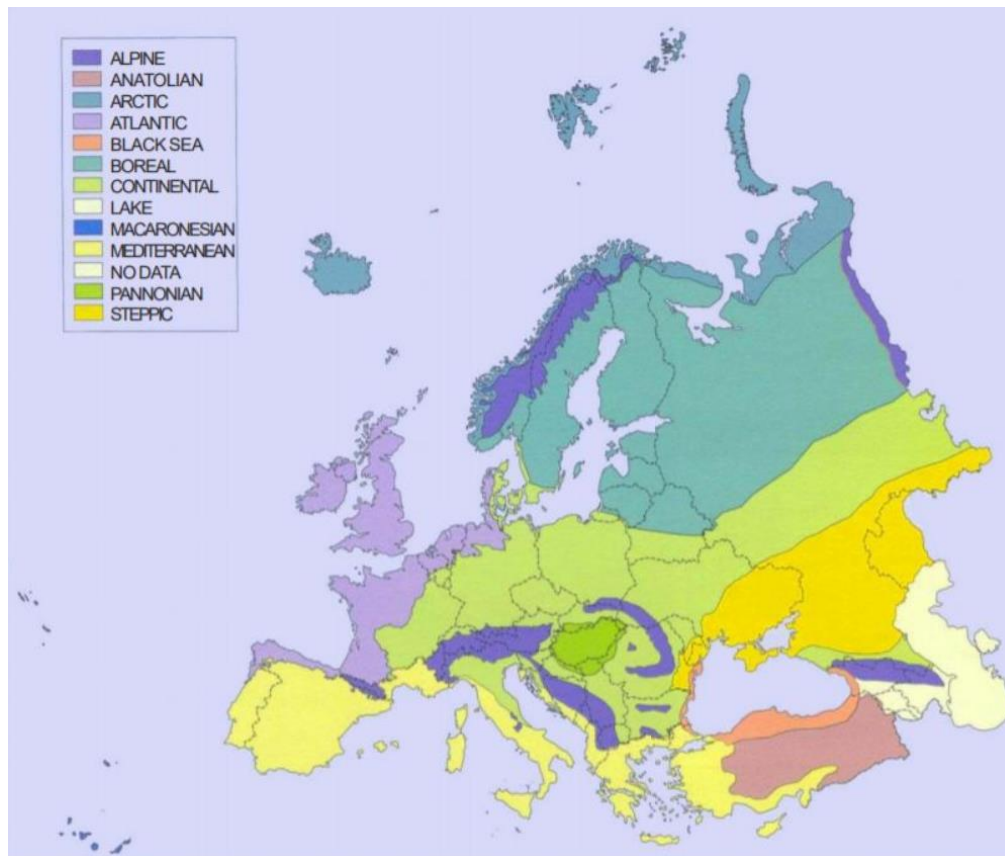 ALPINE
ANATOLIAN
ARCTIC
ATLANTIC
BLACK SEA
BOREAL
CONTINENTAL
LAKE
MACARONESIAN
MEDITERRANEAN
NO DATA
PANNONIAN
STEPPIC